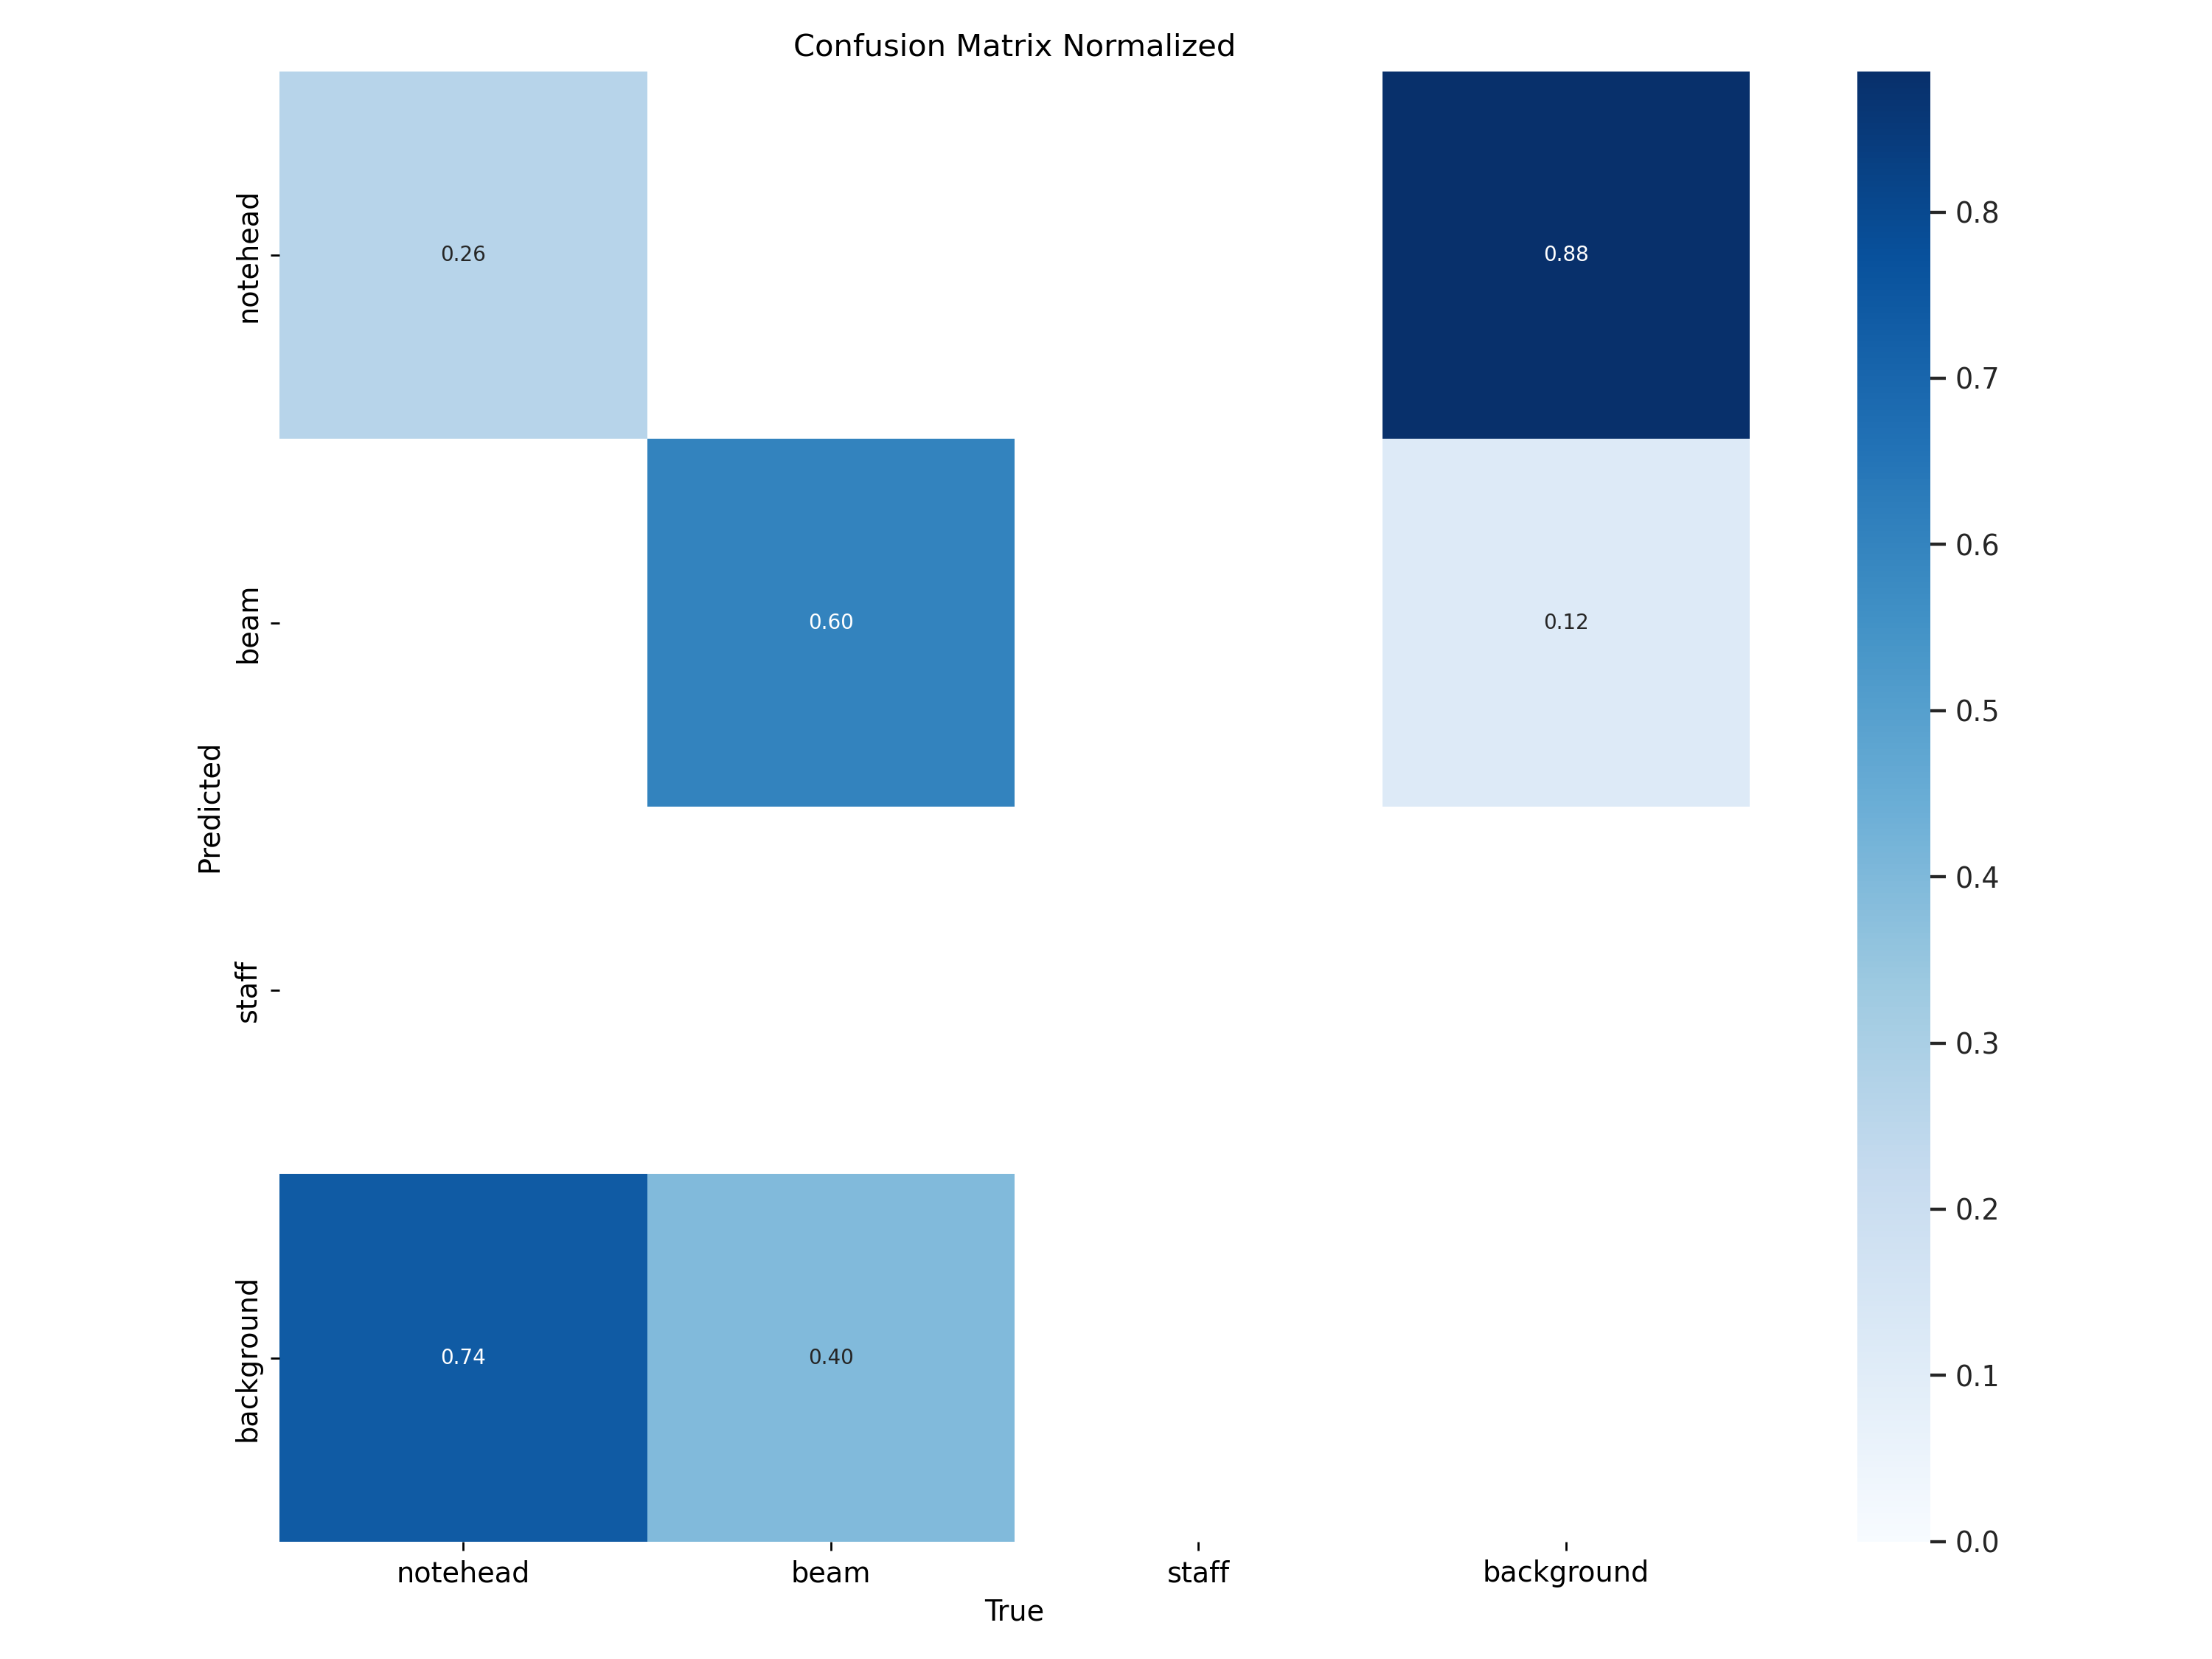 Confusion Matrix Normalized
notehead
0.26
0.88
0.8
0.7
beam
0.60
0.12
0.6
0.5
Predicted
staff
0.4
0.3
background
0.74
0.40
0.2
0.1
0.0
notehead
beam
staff
background
True